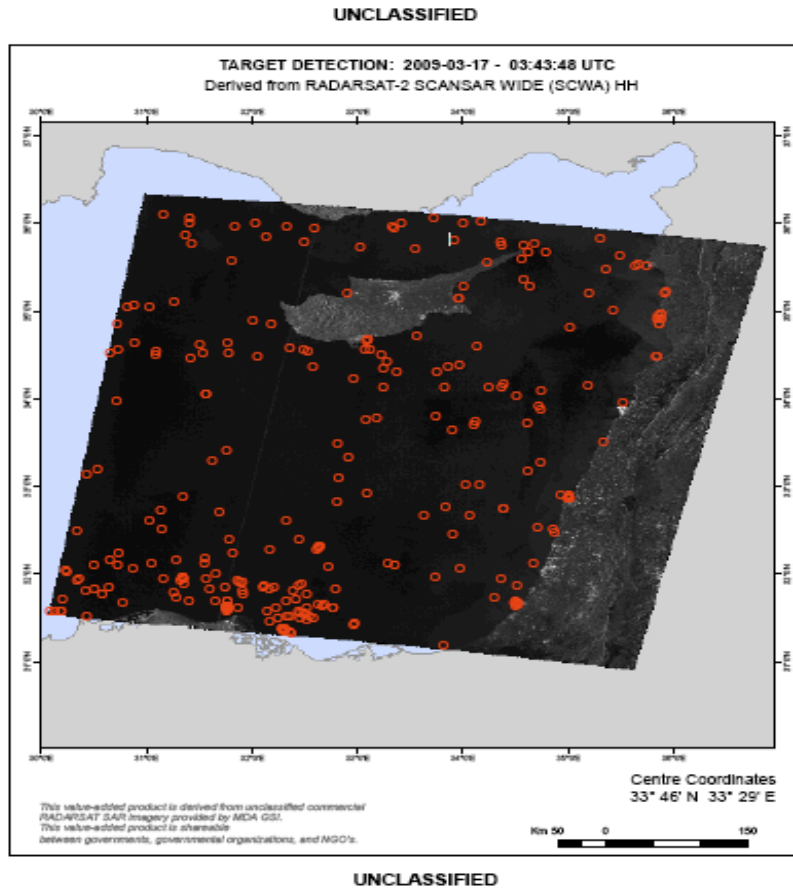 UNCLASSIFIED
TARGET DETECTION: 2009-03-17 - 03:43:48 UTC
Derived from RADARSAT-2 SCANSAR WIDE (SCWA) HH
Centre Coordinates
33° 46' N 33° 29' E
This value-added product is derived from unclassified commercial
RADARSAT SAR Imagery provided by MDA GSI.
This value-added product is shareable
between governments, governmental organizations, and NGO's.
Km 50 0 150
UNCLASSIFIED